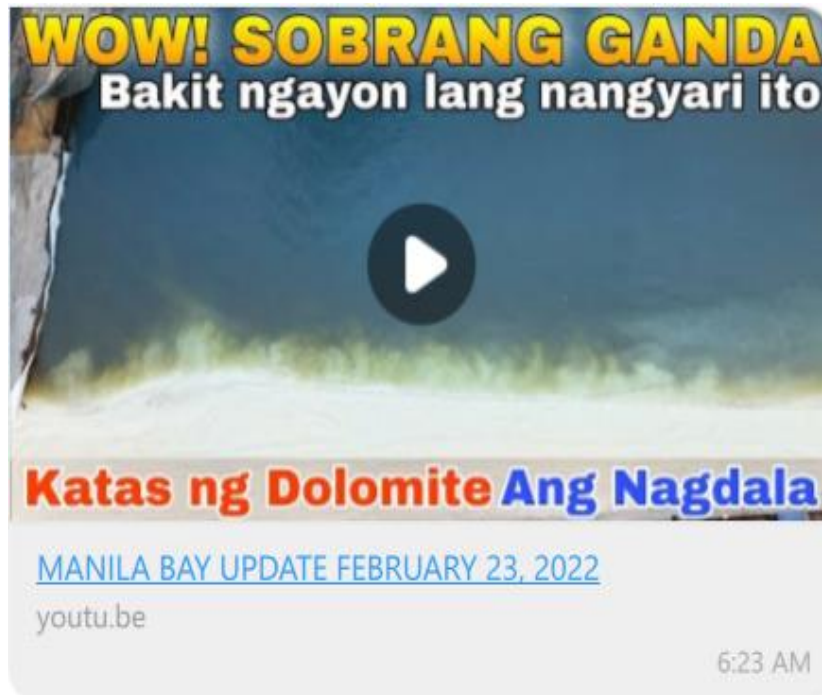 WOW! SOBRANG GANDA
Bakit ngayon lang nangyari ito
Katas ng Dolomite Ang Nagdala
MANILA BAY UPDATE FEBRUARY 23, 2022
youtu.be
6:23 AM